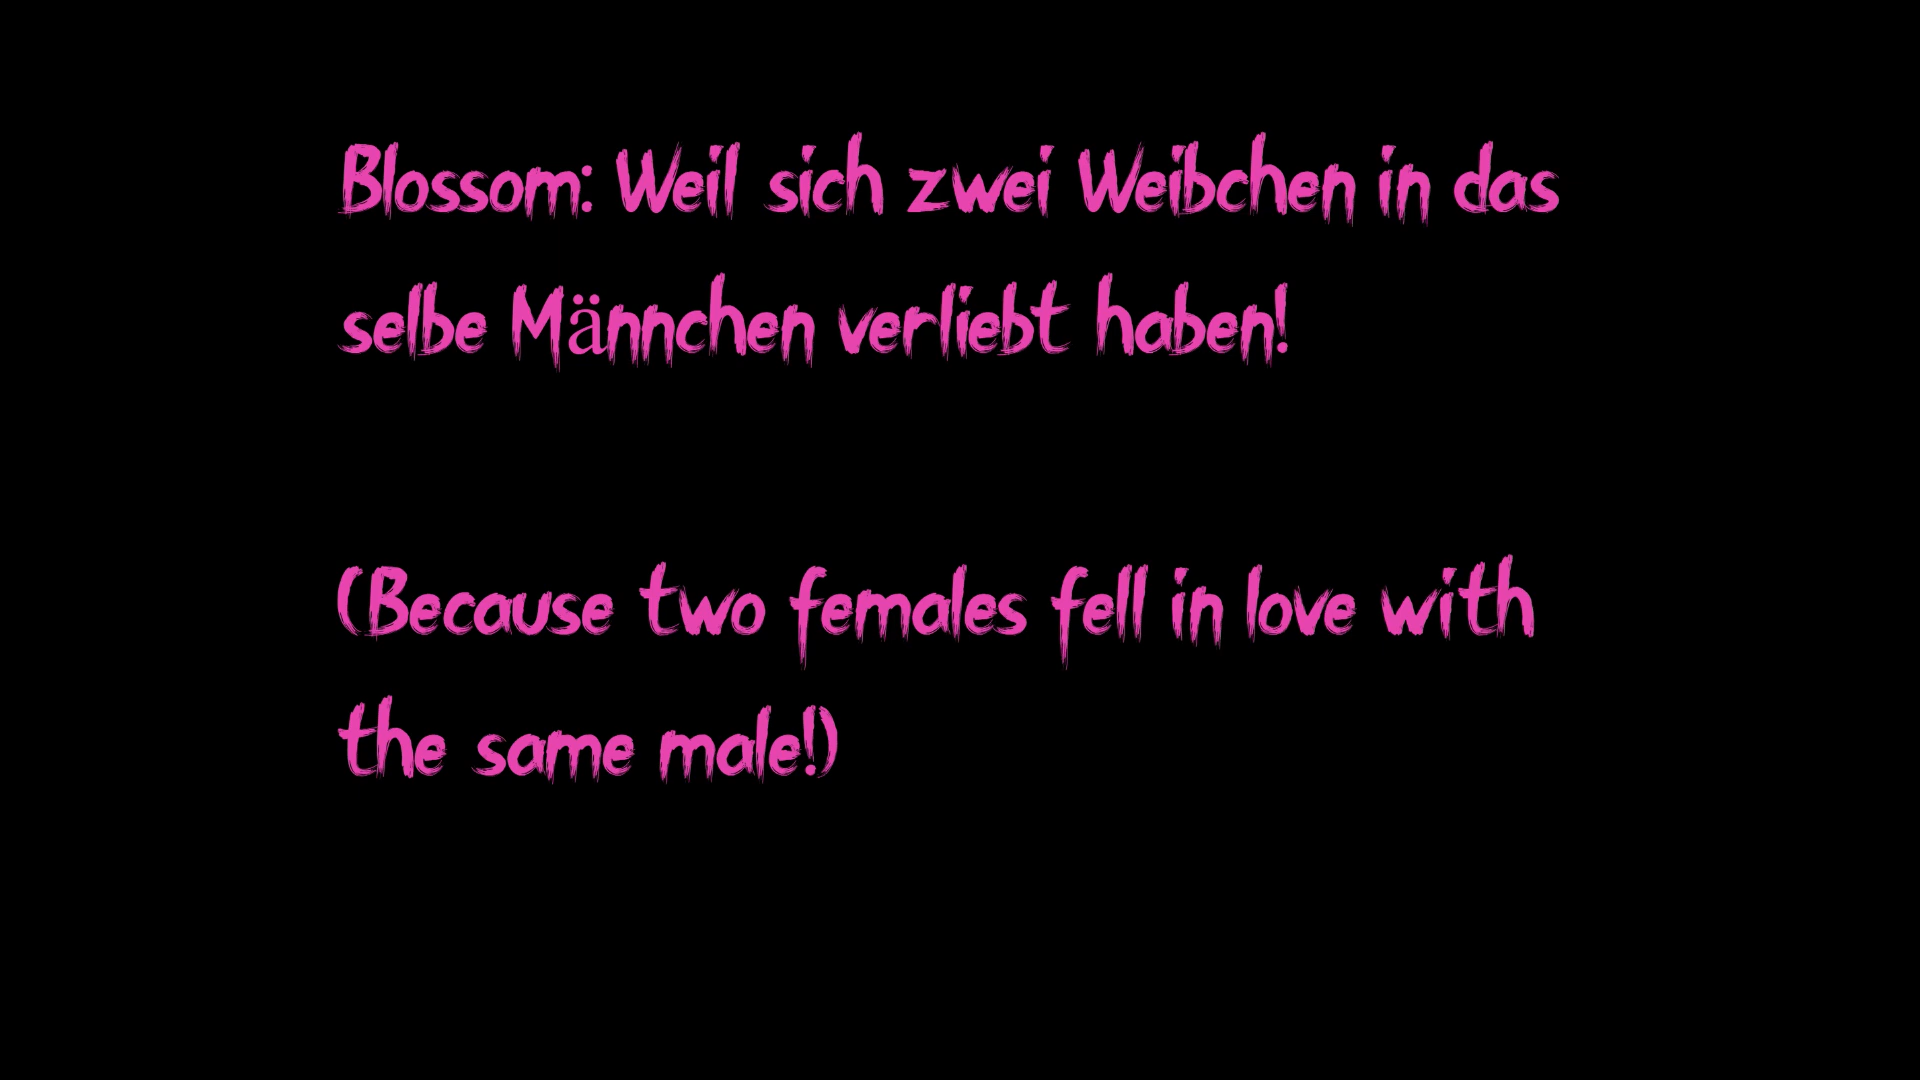 Blossom: Weil sich zwei Weibchen in das
selbe Männchen verliebt haben!
(Because two females fell in love with
the same male!)